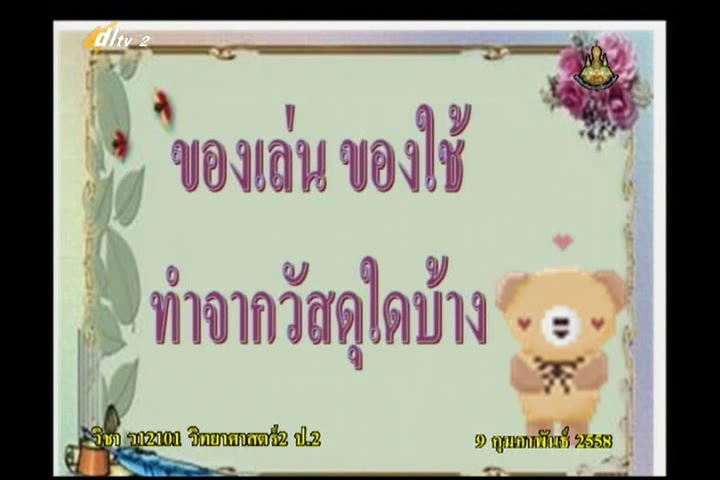 dltv 2
ของเล่น ของใช้
ทำจากวัสดุใดบ้าง
วิชา ว12101 วิทยาศาสตร์2 ป.2
9 กุมภาพันธ์ 2558